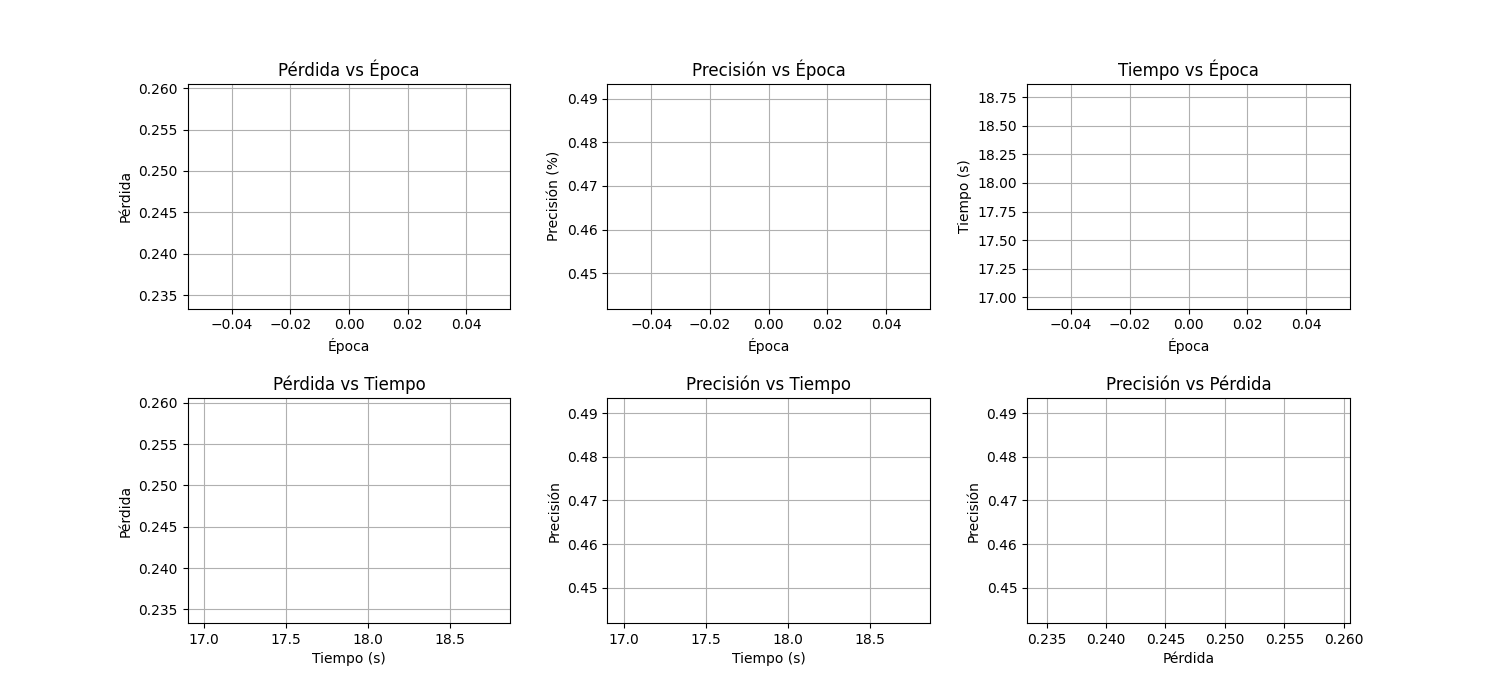 Pérdida vs Época
0.260
0.255
0.250
0.245
0.240
0.235
Pérdida
−0.04 −0.02 0.00 0.02 0.04
Época
Precisión vs Época
0.49
0.48
0.47
0.46
0.45
Precisión (%)
−0.04 −0.02 0.00 0.02 0.04
Época
Tiempo vs Época
18.75
18.50
18.25
18.00
17.75
17.50
17.25
17.00
Tiempo (s)
−0.04 −0.02 0.00 0.02 0.04
Época
Pérdida vs Tiempo
0.260
0.255
0.250
0.245
0.240
0.235
Pérdida
17.0 17.5 18.0 18.5
Tiempo (s)
Precisión vs Tiempo
0.49
0.48
0.47
0.46
0.45
Precisión
17.0 17.5 18.0 18.5
Tiempo (s)
Precisión vs Pérdida
0.49
0.48
0.47
0.46
0.45
Precisión
0.235 0.240 0.245 0.250 0.255 0.260
Pérdida